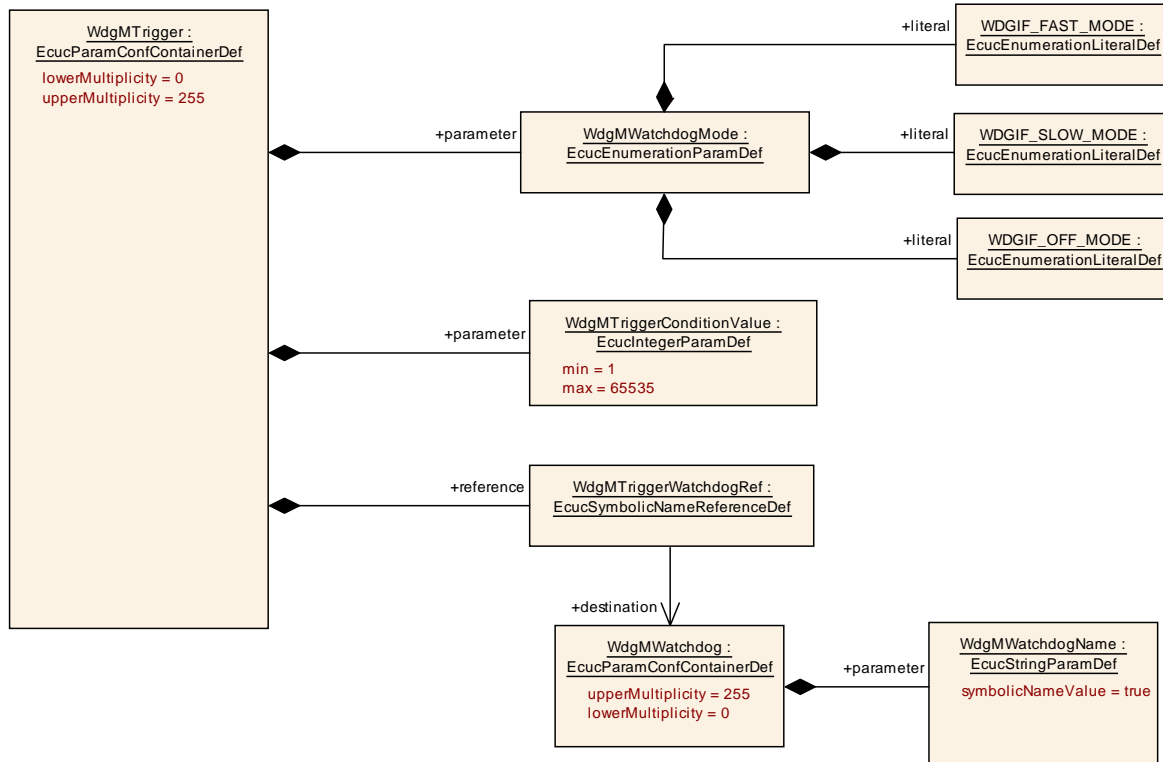 WdgMTrigger :
EcucParamConfContainerDef
lowerMultiplicity = 0
upperMultiplicity = 255
+parameter
WdgMWatchdogMode :
EcucEnumerationParamDef
+literal
WDGIF_FAST_MODE :
EcucEnumerationLiteralDef
+literal
WDGIF_SLOW_MODE :
EcucEnumerationLiteralDef
+literal
WDGIF_OFF_MODE :
EcucEnumerationLiteralDef
+parameter
WdgMTriggerConditionValue :
EcucIntegerParamDef
min = 1
max = 65535
+reference
WdgMTriggerWatchdogRef :
EcucSymbolicNameReferenceDef
+destination
WdgMWatchdog :
EcucParamConfContainerDef
upperMultiplicity = 255
lowerMultiplicity = 0
+parameter
WdgMWatchdogName :
EcucStringParamDef
symbolicNameValue = true